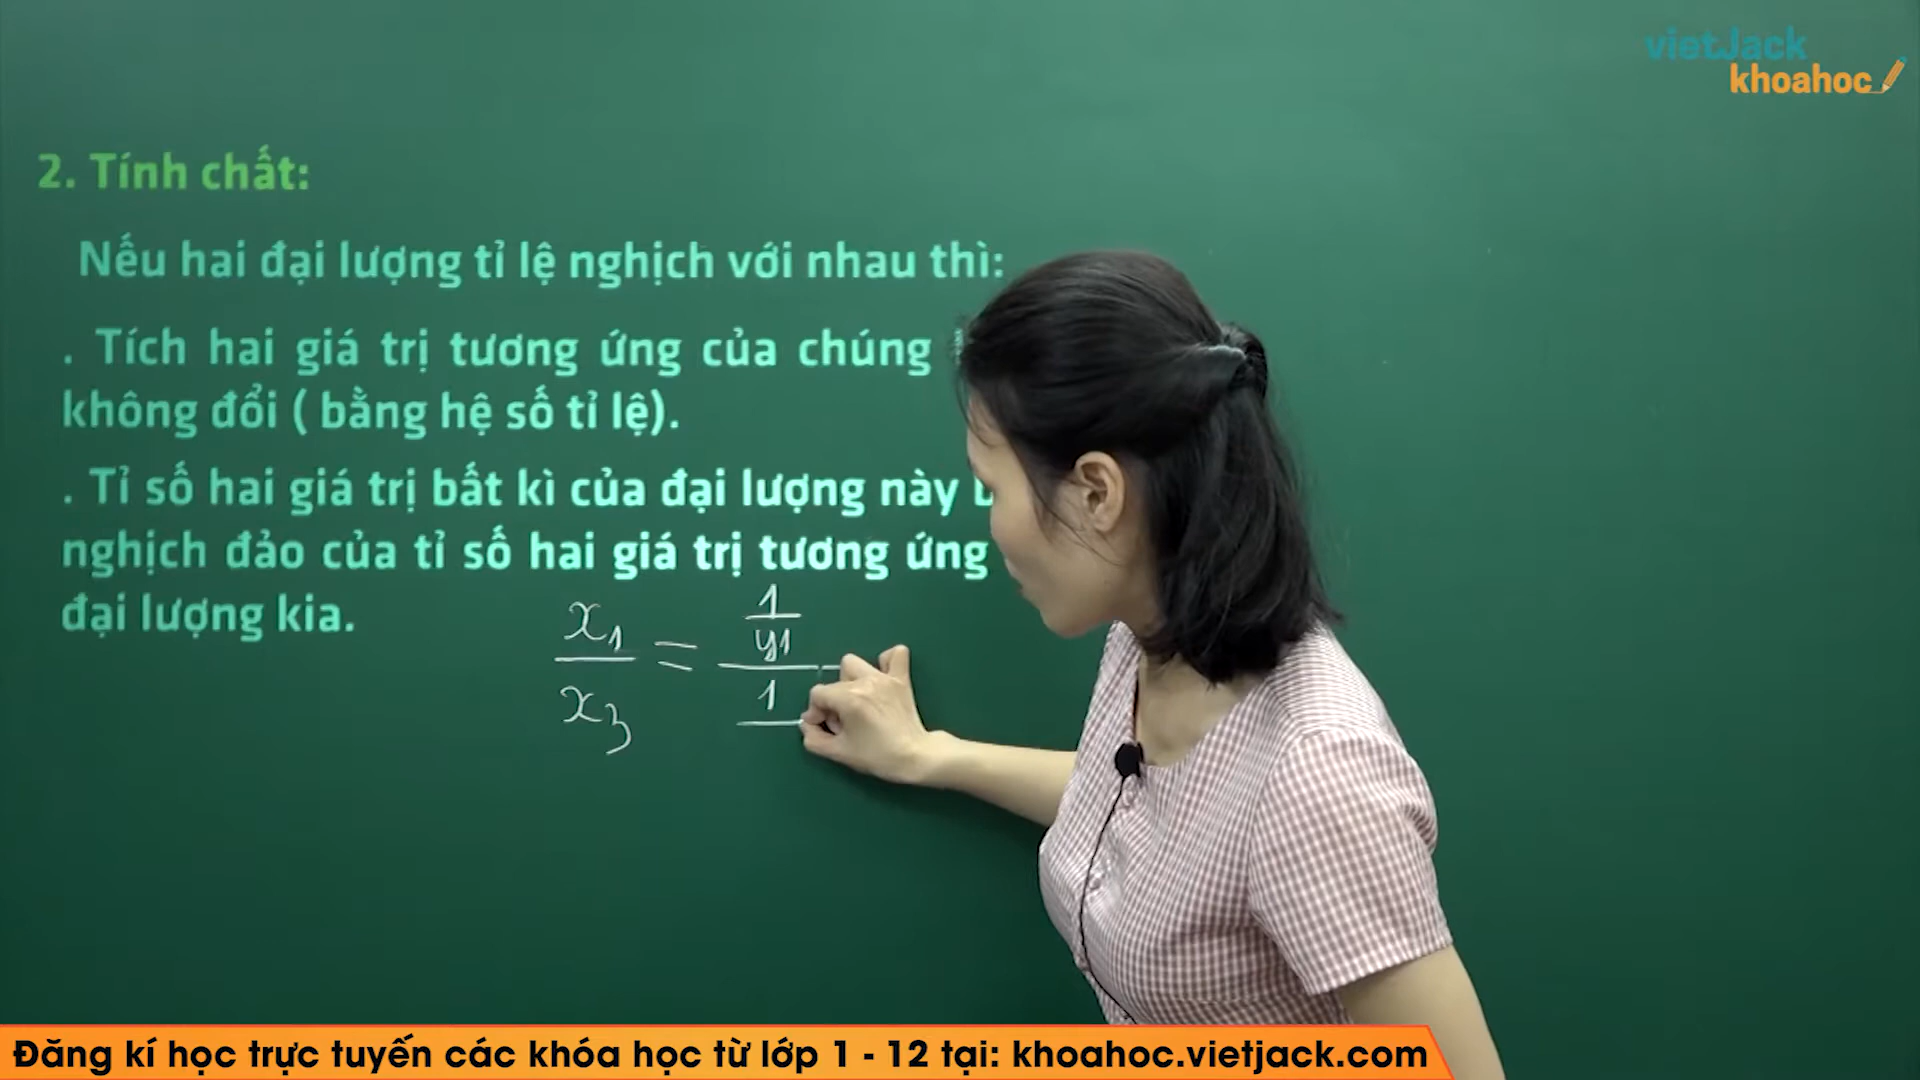 vietJack
khoahoc
2. Tính chất:
Nếu hai đại lượng tỉ lệ nghịch với nhau thì:
. Tích hai giá trị tương ứng của chúng
không đổi ( bằng hệ số tỉ lệ).
. Tỉ số hai giá trị bất kì của đại lượng này
nghịch đảo của tỉ số hai giá trị tương ứng
đại lượng kia.
x₁/x₃ = (1/y₁)/(1/
Đăng kí học trực tuyến các khóa học từ lớp 1 - 12 tại: khoahoc.vietjack.com